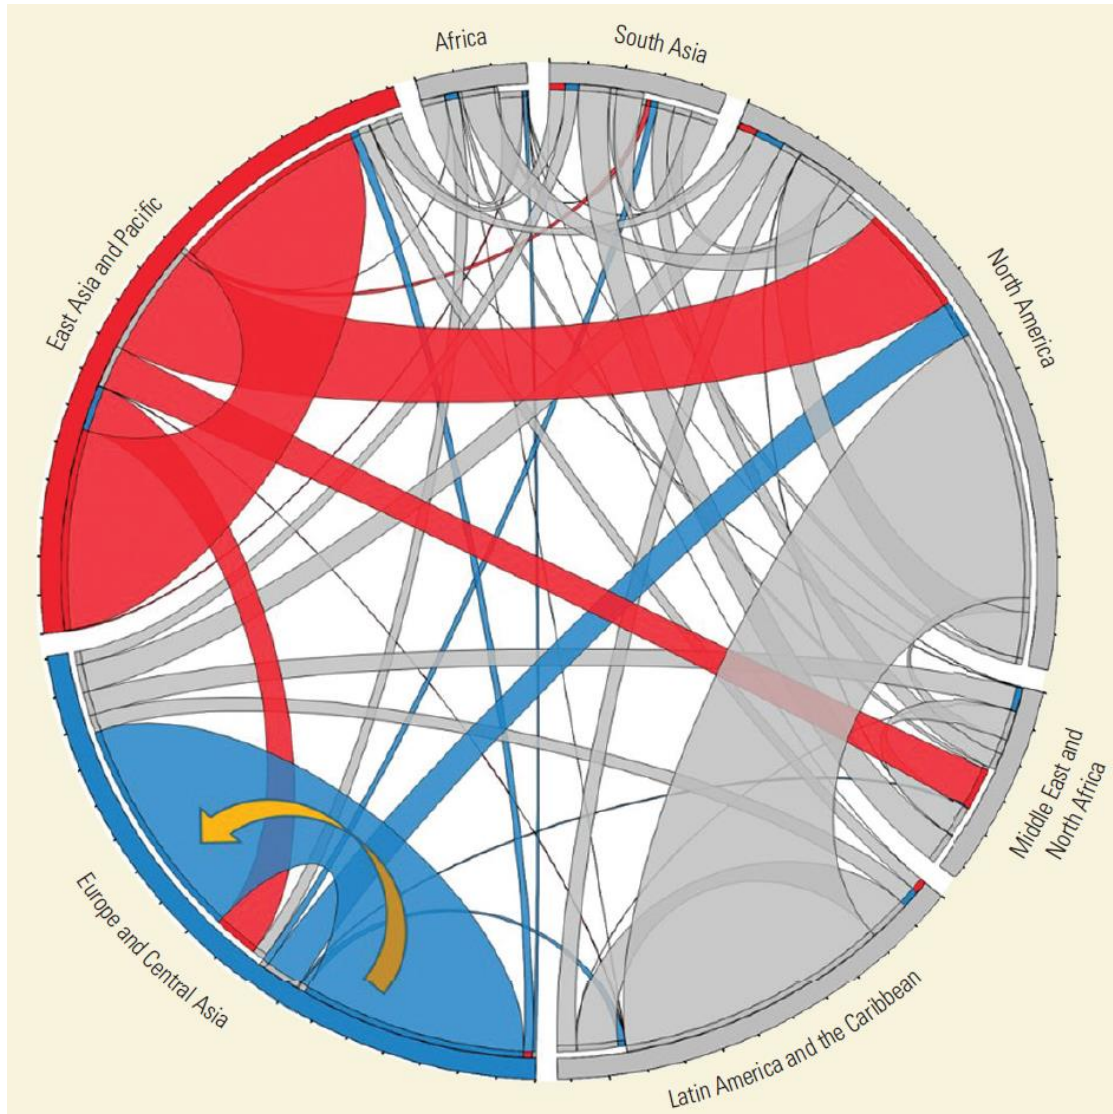 Africa
South Asia
East Asia and Pacific
North America
Middle East and
North Africa
Europe and Central Asia
Latin America and the Caribbean